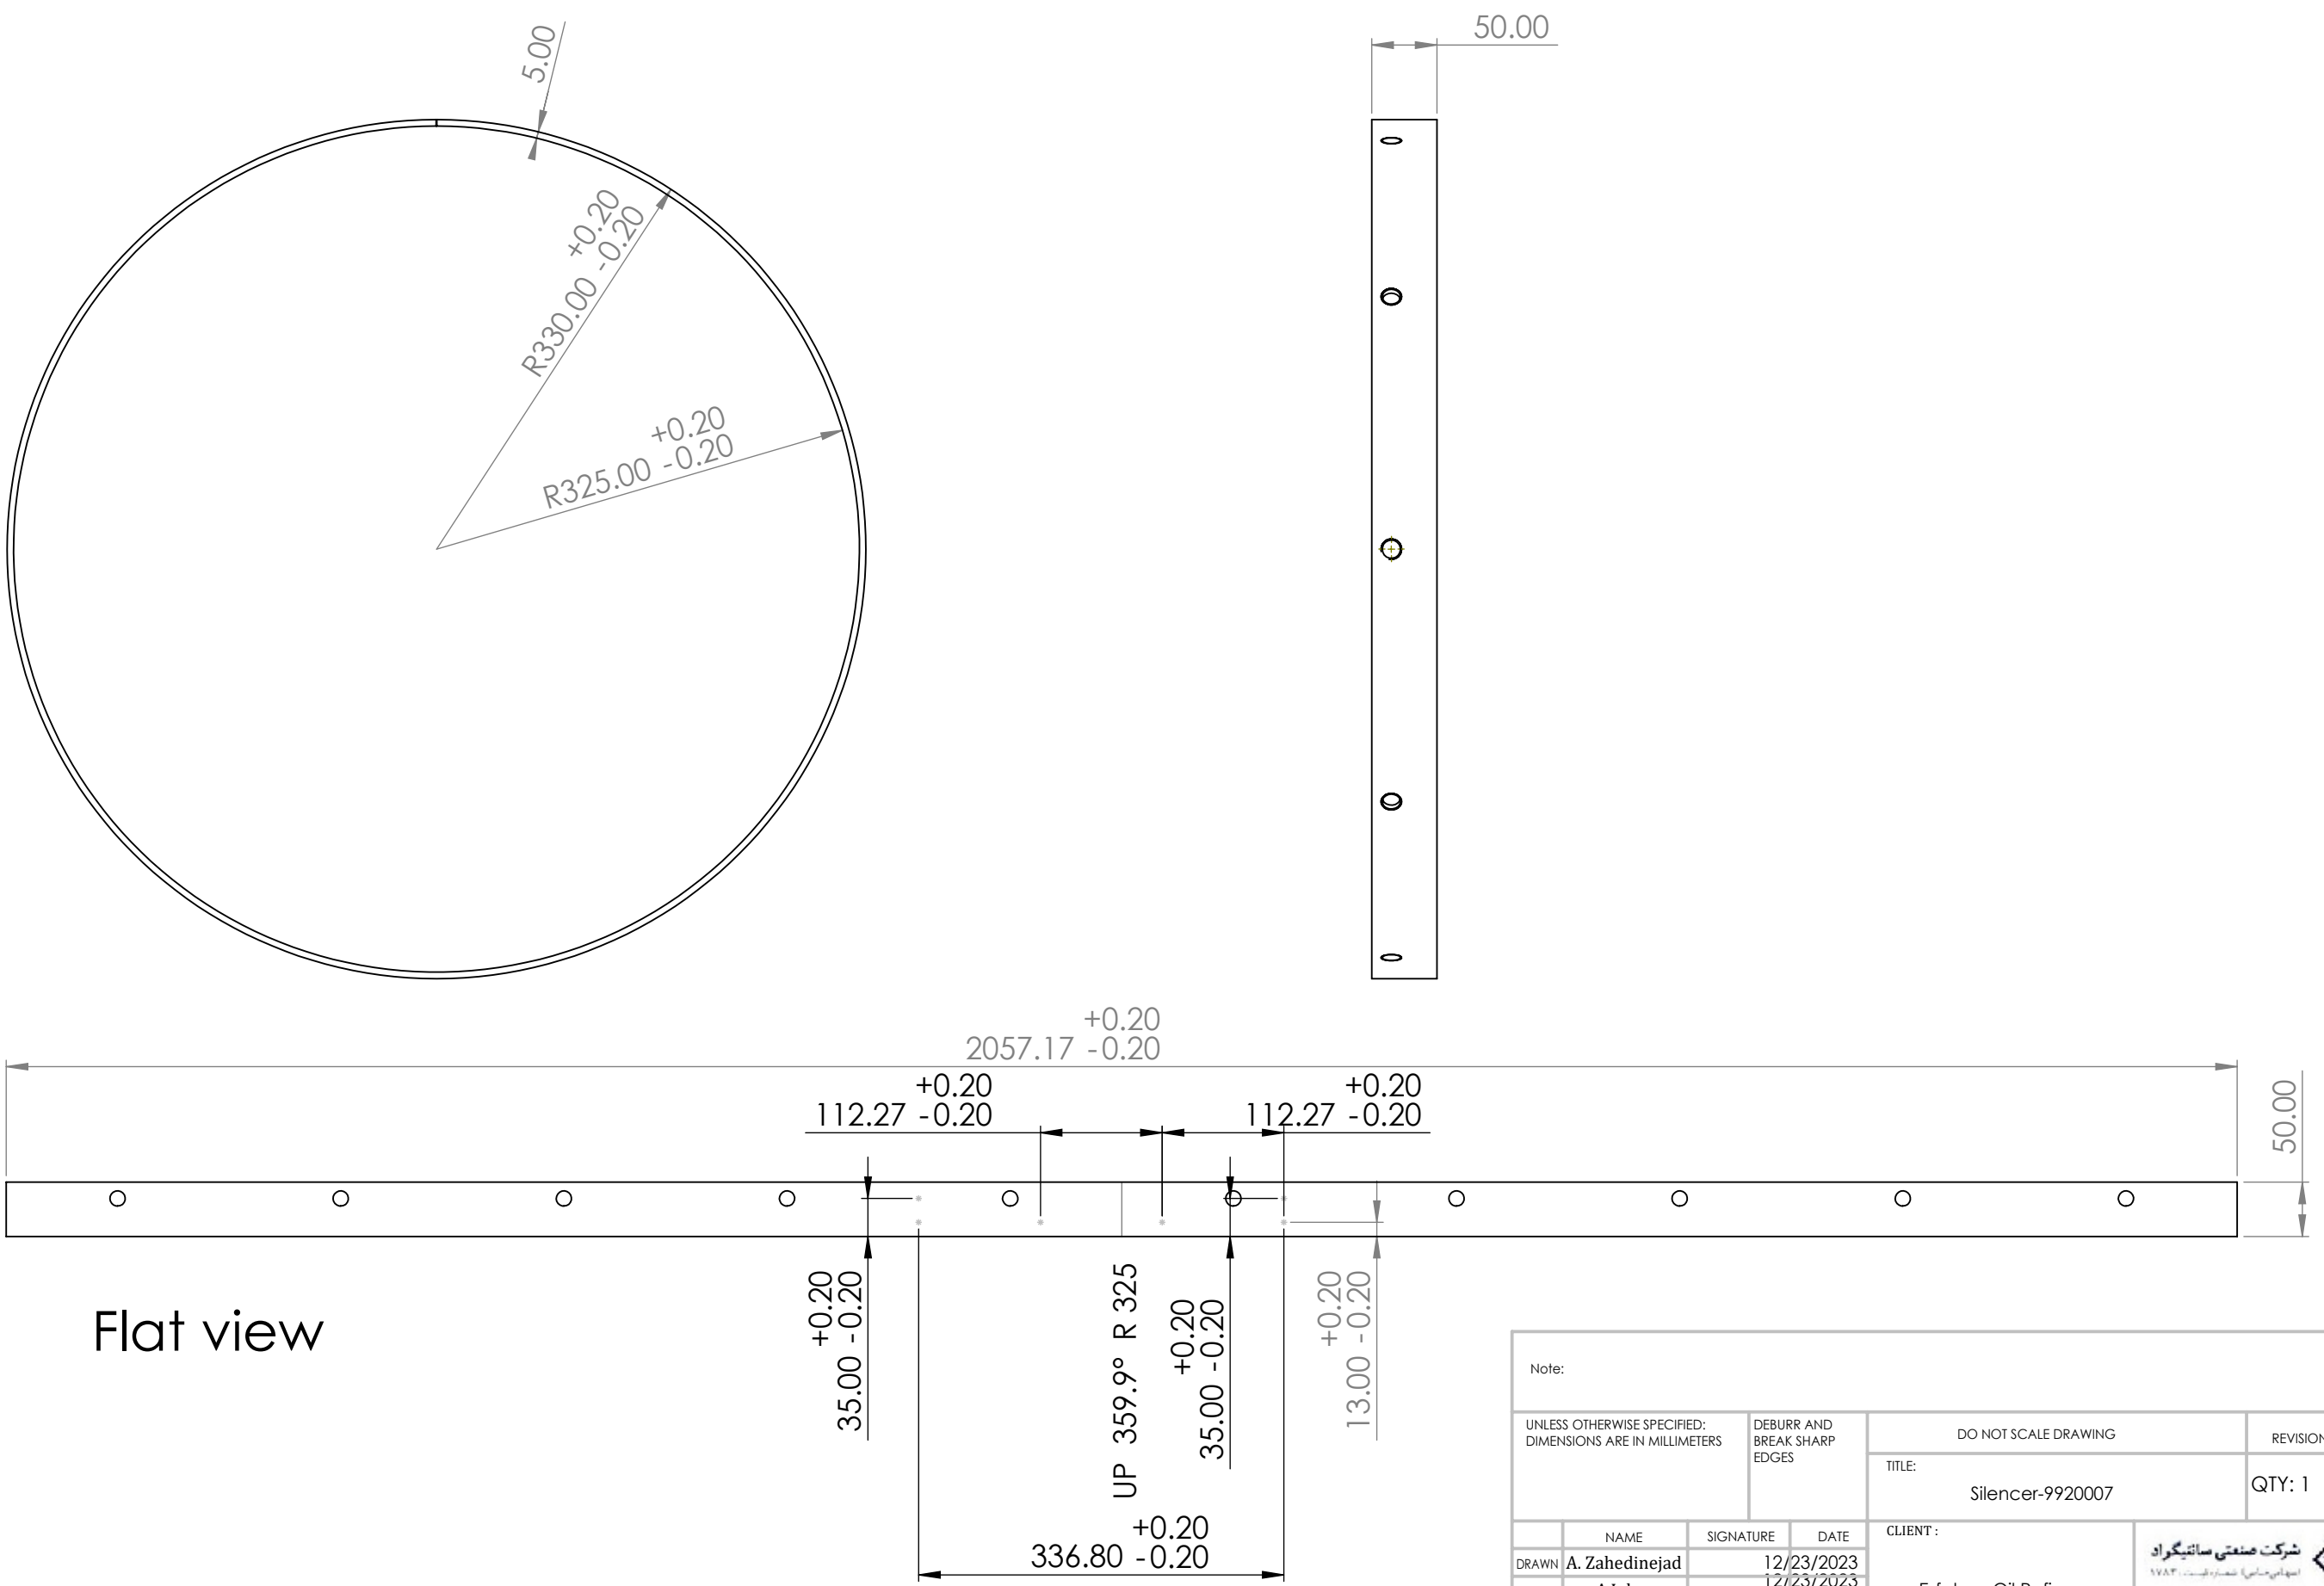 5.00
50.00
+0.20
R330.00 -0.20
+0.20
R325.00 -0.20
+0.20
2057.17 -0.20
+0.20
112.27 -0.20
+0.20
112.27 -0.20
50.00
+0.20
35.00 -0.20
UP 359.9° R 325
+0.20
35.00 -0.20
+0.20
13.00 -0.20
Flat view
+0.20
336.80 -0.20
Note:
UNLESS OTHERWISE SPECIFIED:
DIMENSIONS ARE IN MILLIMETERS
DEBURR AND
BREAK SHARP
EDGES
DO NOT SCALE DRAWING
REVISION
TITLE:
Silencer-9920007
QTY: 1
NAME
SIGNATURE
DATE
CLIENT :
DRAWN
A. Zahedinejad
12/23/2023
12/23/2023
شرکت صنعتی سانتیگراد